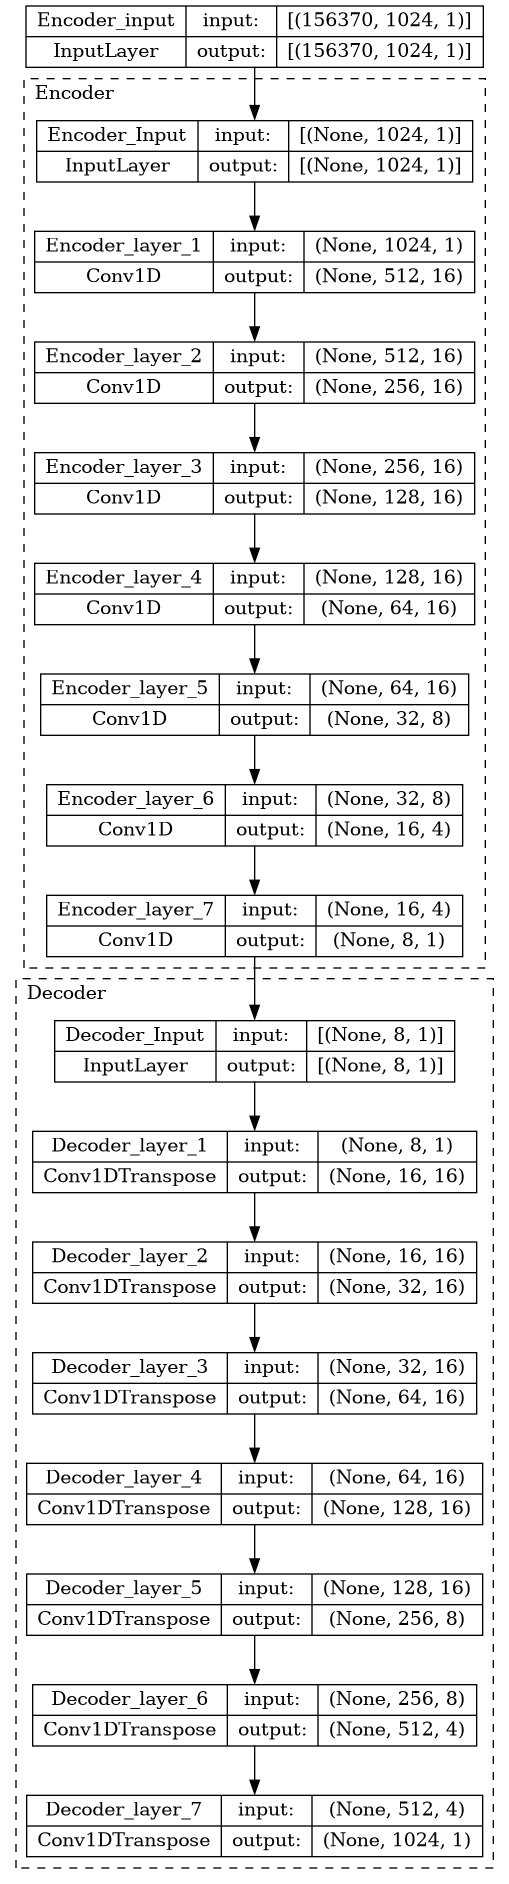 Encoder_input input: [(156370, 1024, 1)]
InputLayer output: [(156370, 1024, 1)]
Encoder
Encoder_Input input: [(None, 1024, 1)]
InputLayer output: [(None, 1024, 1)]
Encoder_layer_1 input: (None, 1024, 1)
Conv1D output: (None, 512, 16)
Encoder_layer_2 input: (None, 512, 16)
Conv1D output: (None, 256, 16)
Encoder_layer_3 input: (None, 256, 16)
Conv1D output: (None, 128, 16)
Encoder_layer_4 input: (None, 128, 16)
Conv1D output: (None, 64, 16)
Encoder_layer_5 input: (None, 64, 16)
Conv1D output: (None, 32, 8)
Encoder_layer_6 input: (None, 32, 8)
Conv1D output: (None, 16, 4)
Encoder_layer_7 input: (None, 16, 4)
Conv1D output: (None, 8, 1)
Decoder
Decoder_Input input: [(None, 8, 1)]
InputLayer output: [(None, 8, 1)]
Decoder_layer_1 input: (None, 8, 1)
Conv1DTranspose output: (None, 16, 16)
Decoder_layer_2 input: (None, 16, 16)
Conv1DTranspose output: (None, 32, 16)
Decoder_layer_3 input: (None, 32, 16)
Conv1DTranspose output: (None, 64, 16)
Decoder_layer_4 input: (None, 64, 16)
Conv1DTranspose output: (None, 128, 16)
Decoder_layer_5 input: (None, 128, 16)
Conv1DTranspose output: (None, 256, 8)
Decoder_layer_6 input: (None, 256, 8)
Conv1DTranspose output: (None, 512, 4)
Decoder_layer_7 input: (None, 512, 4)
Conv1DTranspose output: (None, 1024, 1)